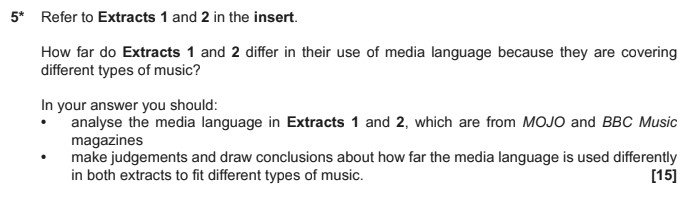 5* Refer to Extracts 1 and 2 in the insert.
How far do Extracts 1 and 2 differ in their use of media language because they are covering
different types of music?
In your answer you should:
• analyse the media language in Extracts 1 and 2, which are from MOJO and BBC Music
magazines
• make judgements and draw conclusions about how far the media language is used differently
in both extracts to fit different types of music. [15]